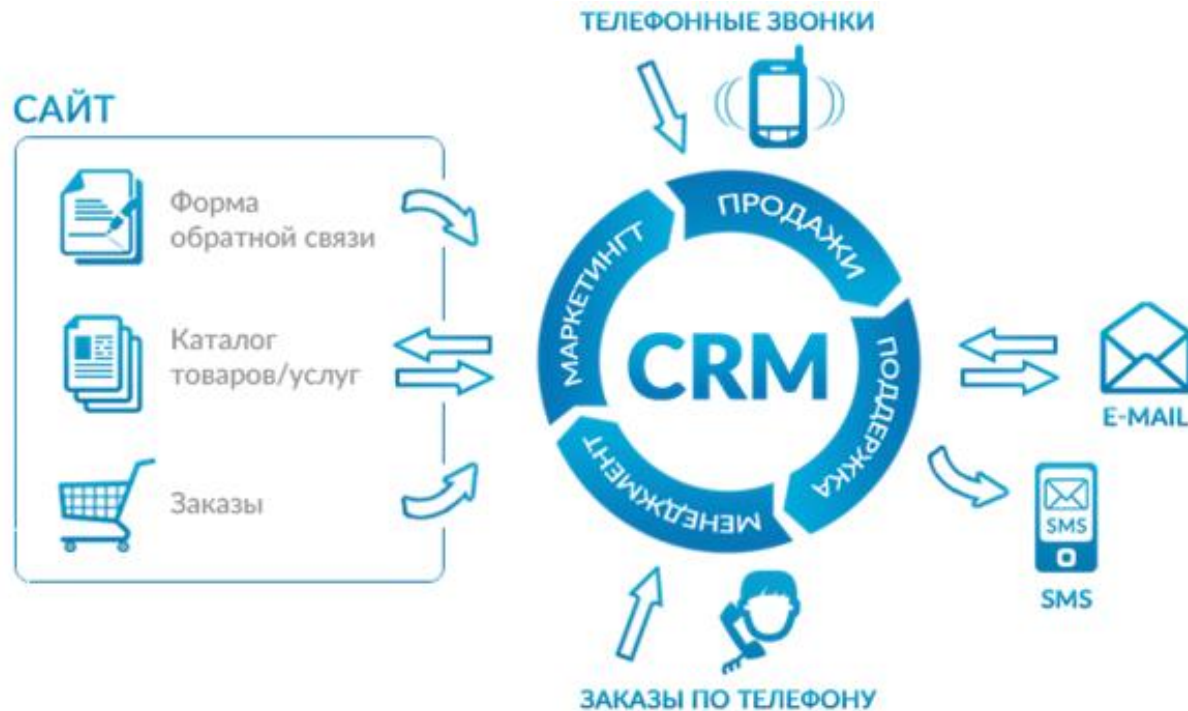 ТЕЛЕФОННЫЕ ЗВОНКИ
САЙТ
Форма
обратной связи
Каталог
товаров/услуг
Заказы
МАРКЕТИНГТ
ПРОДАЖИ
ПОДДЕРЖКА
МЕНЕДЖМЕНТ
CRM
E-MAIL
SMS
SMS
ЗАКАЗЫ ПО ТЕЛЕФОНУ